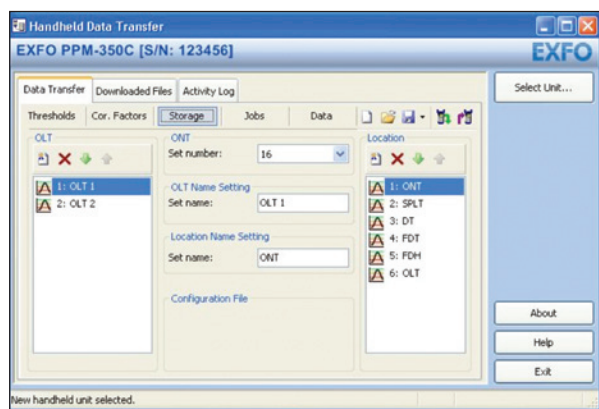 Handheld Data Transfer
EXFO PPM-350C [S/N: 123456]
EXFO
Data Transfer
Downloaded Files
Activity Log
Select Unit...
Thresholds
Cor. Factors
Storage
Jobs
Data
OLT
1: OLT 1
2: OLT 2
ONT
Set number:
16
OLT Name Setting
Set name:
OLT 1
Location Name Setting
Set name:
ONT
Configuration File
Location
1: ONT
2: SPLT
3: DT
4: FDT
5: FDH
6: OLT
About
Help
Exit
New handheld unit selected.